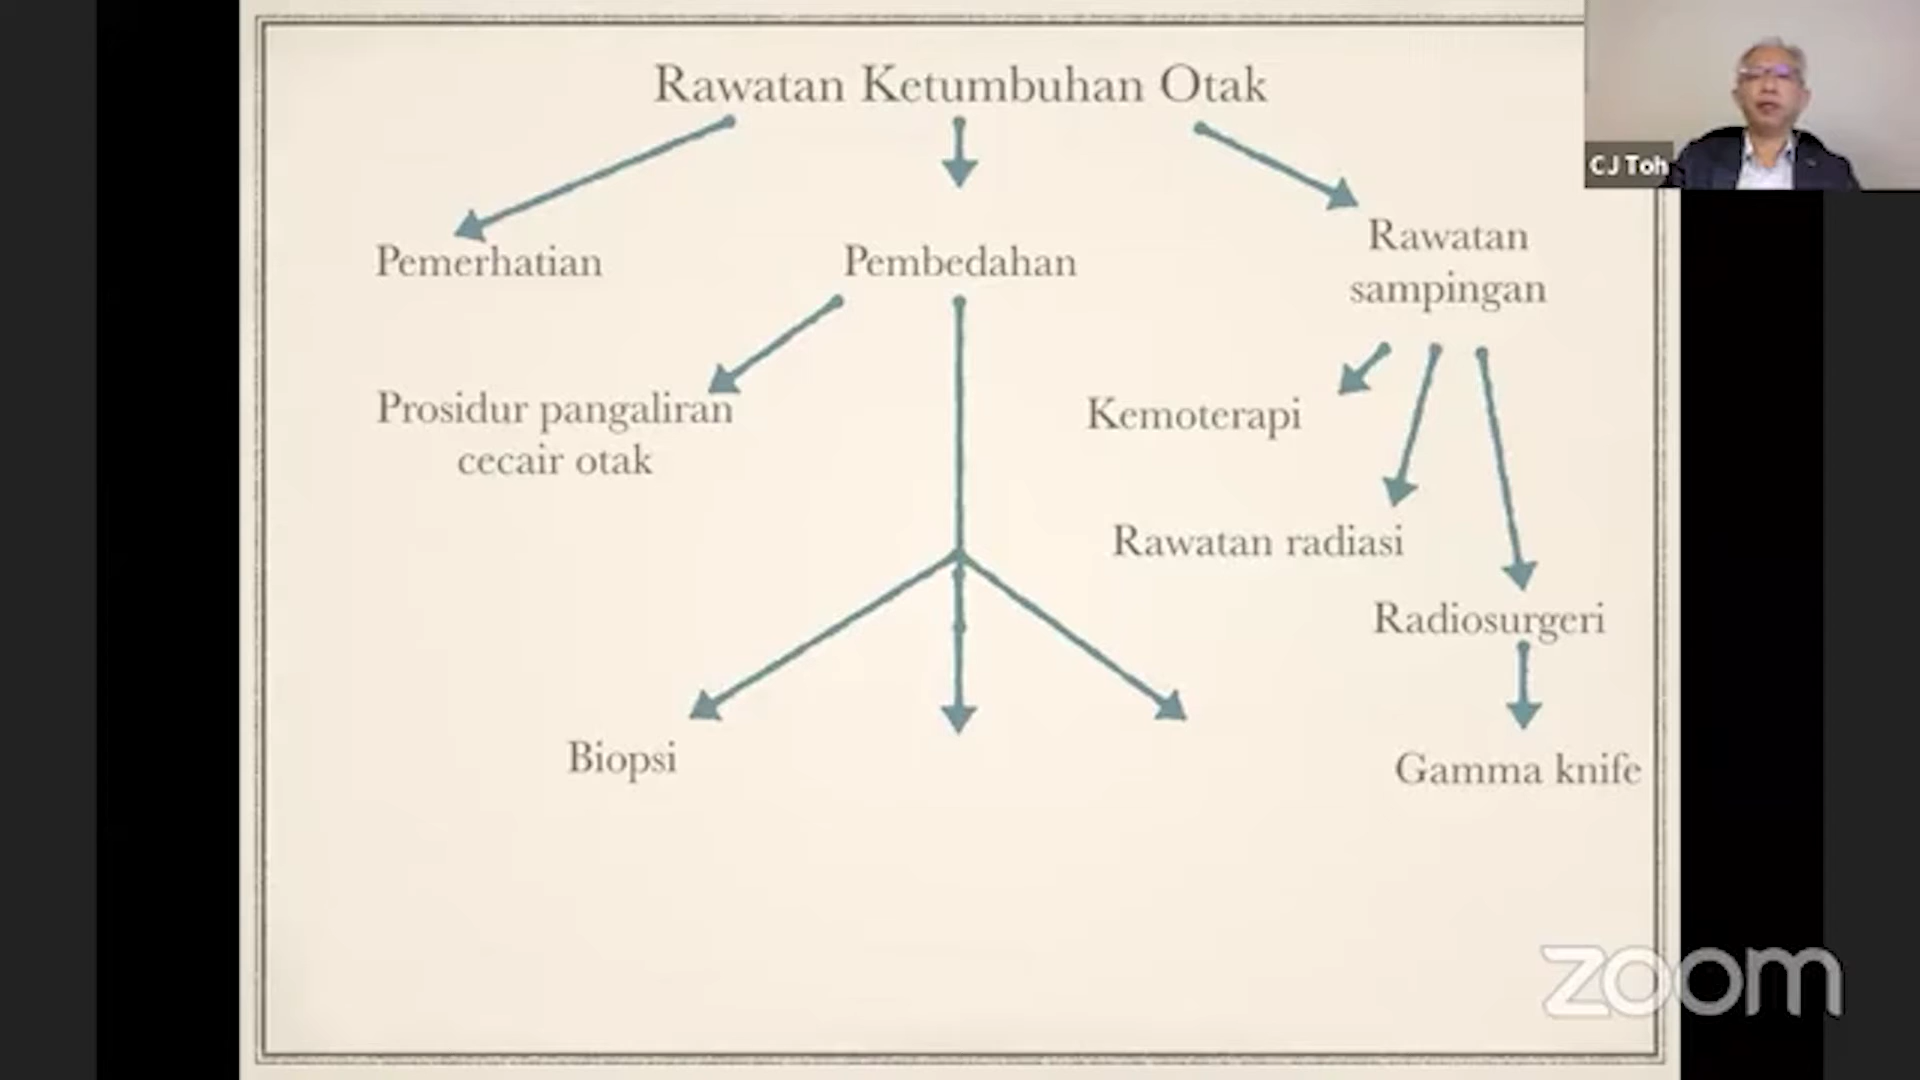 Rawatan Ketumbuhan Otak
CJ Toh
Pemerhatian
Pembedahan
Rawatan
sampingan
Prosidur pangaliran
cecair otak
Kemoterapi
Rawatan radiasi
Radiosurgeri
Biopsi
Gamma knife
zoom